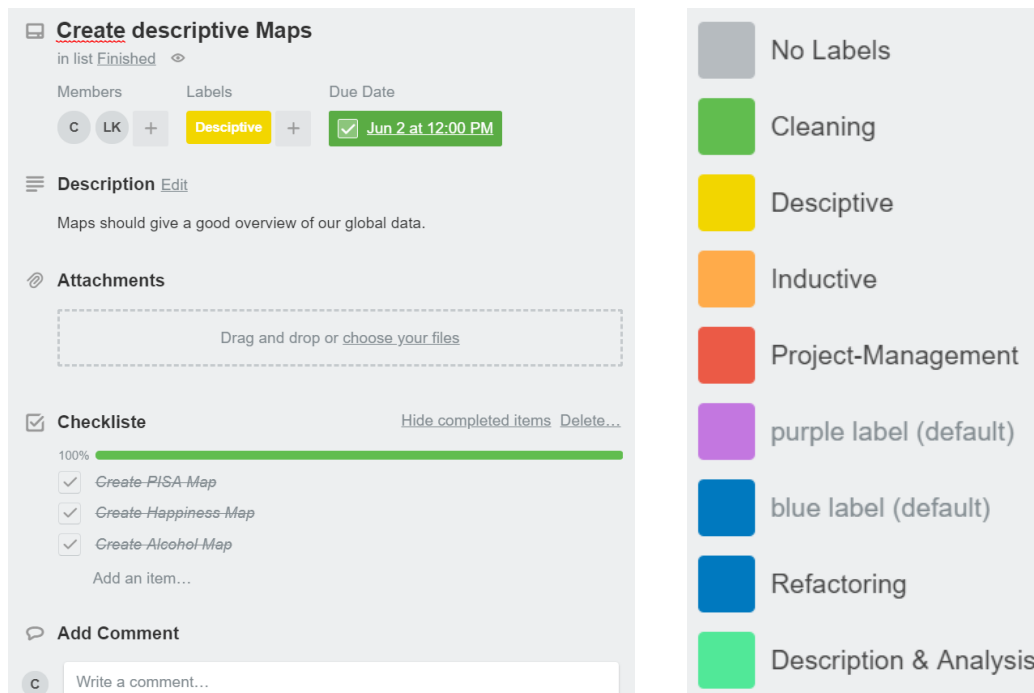 Create descriptive Maps
in list Finished
Members Labels Due Date
C LK + Desciptive + Jun 2 at 12:00 PM
Description Edit
Maps should give a good overview of our global data.
Attachments
Drag and drop or choose your files
Checkliste Hide completed items Delete…
100%
Create PISA Map
Create Happiness Map
Create Alcohol Map
Add an item…
Add Comment
C Write a comment…
No Labels
Cleaning
Desciptive
Inductive
Project-Management
purple label (default)
blue label (default)
Refactoring
Description & Analysis